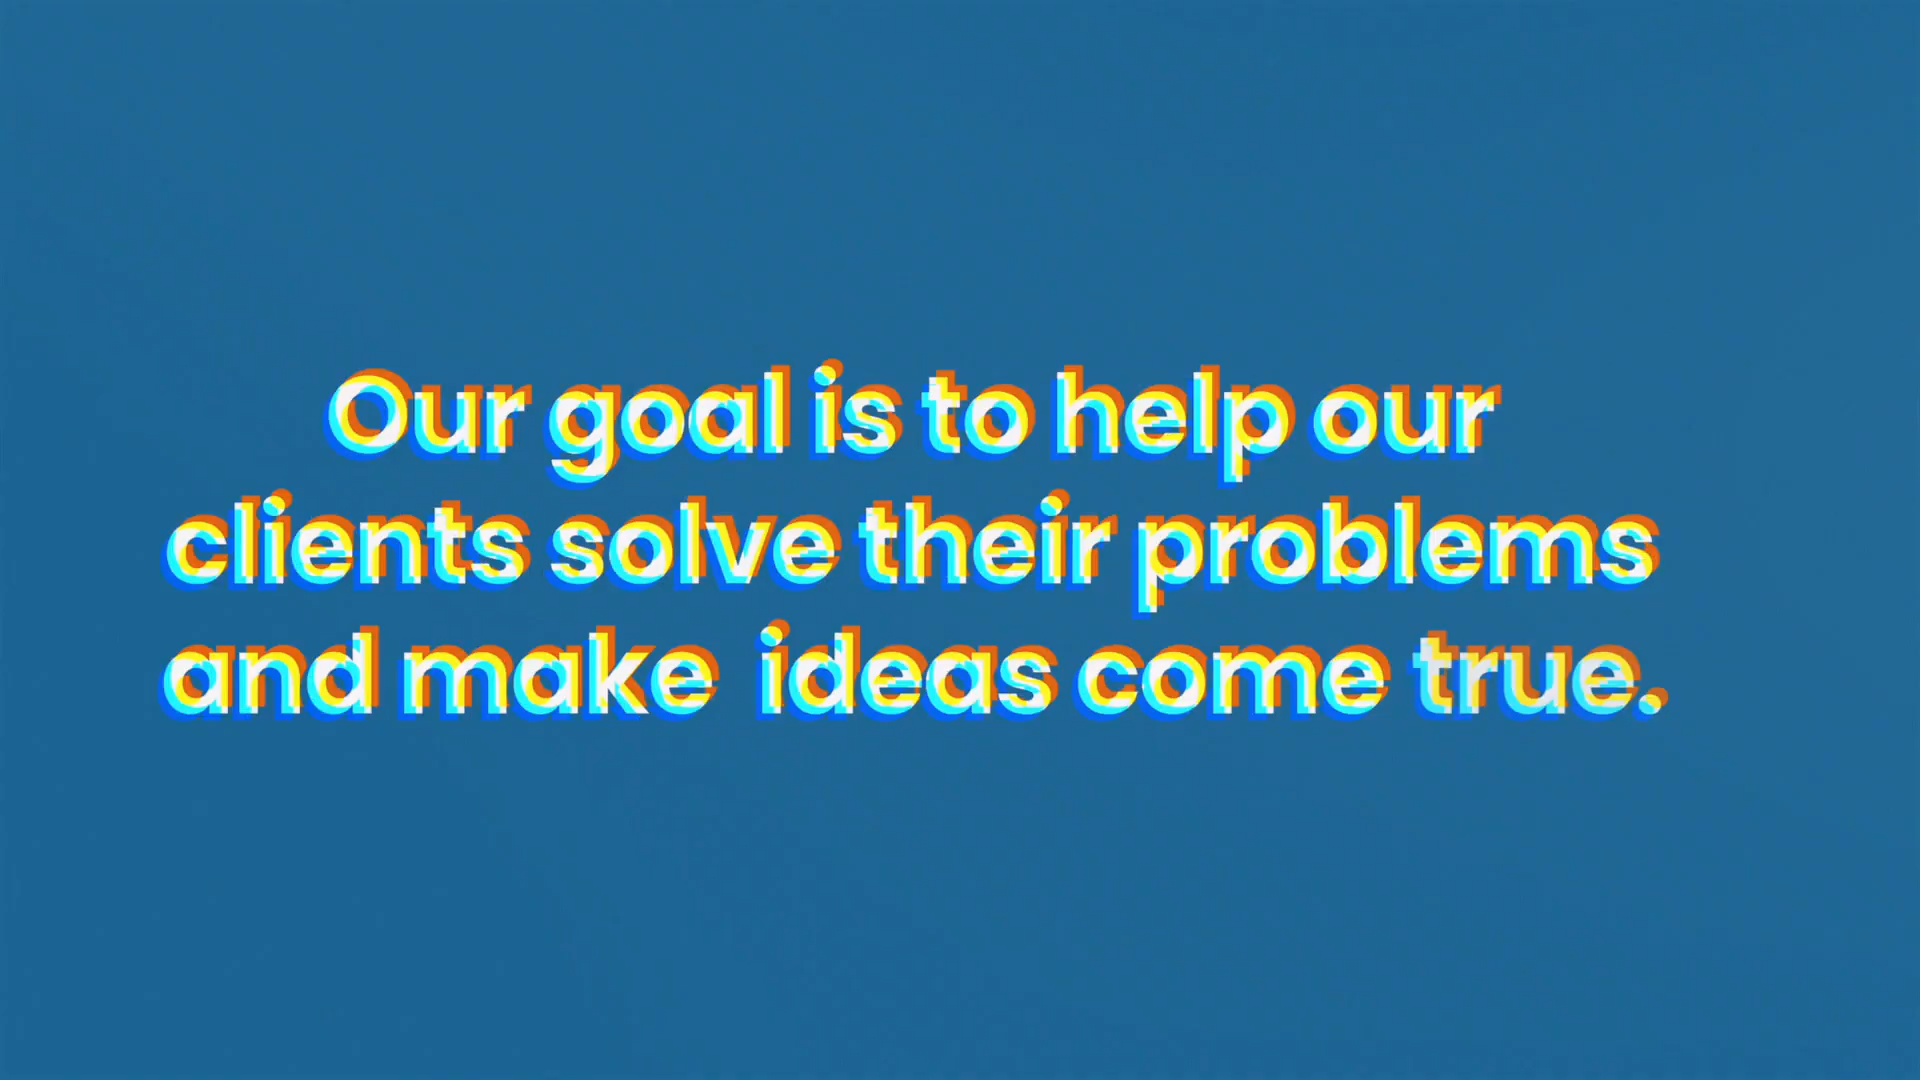 Our goal is to help our
clients solve their problems
and make  ideas come true.